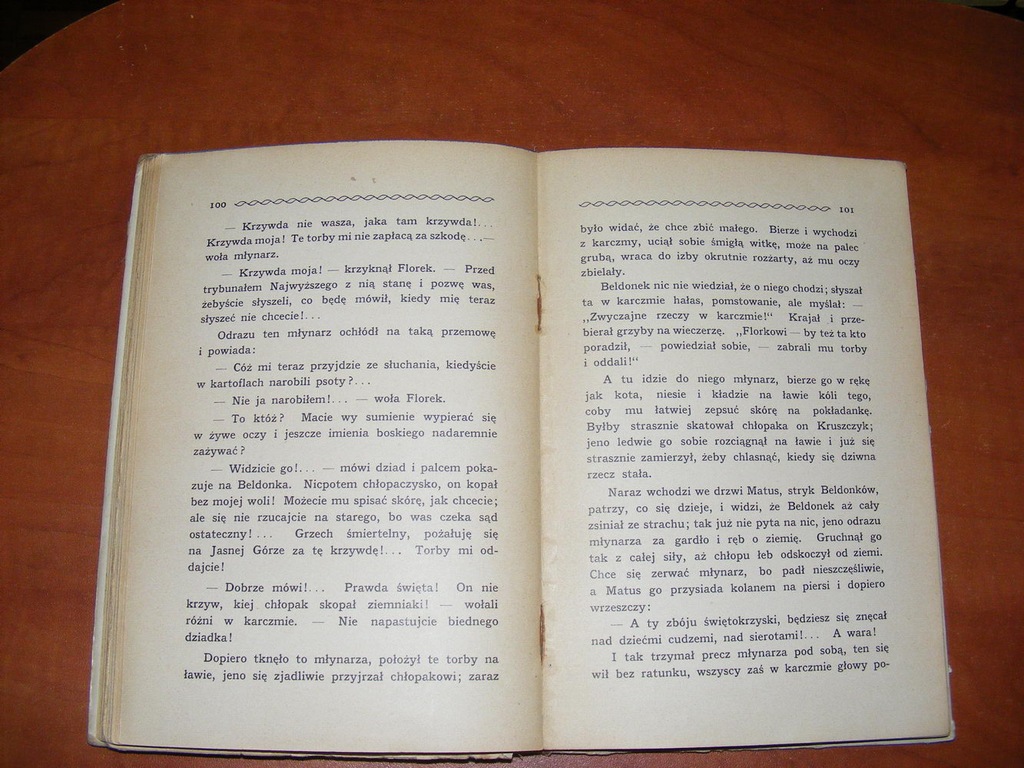 100
— Krzywda nie wasza, jaka tam krzywda!...
Krzywda moja! Te torby mi nie zapłacą za szkodę...,—
woła młynarz.
— Krzywda moja! — krzyknął Florek. — Przed
trybunałem Najwyższego z nią stanę i pozwę was,
żebyście słyszeli, co będę mówił, kiedy mię teraz
słyszeć nie chcecie!...
Odrazu ten młynarz ochłódł na taką przemowę
i powiada:
— Cóż mi teraz przyjdzie ze słuchania, kiedyście
w kartoflach narobili psoty?...
— Nie ja narobiłem!... — woła Florek.
— To któż? Macie wy sumienie wypierać się
w żywe oczy i jeszcze imienia boskiego nadaremnie
zażywać?
— Widzicie go!... — mówi dziad i palcem poka-
zuje na Beldonka. Nicpotem chłopaczysko, on kopał
bez mojej woli! Możecie mu spisać skórę, jak chcecie;
ale się nie rzucajcie na starego, bo was czeka sąd
ostateczny!... Grzech śmiertelny, pożałuję się
na Jasnej Górze za tę krzywdę!... Torby mi od-
dajcie!
— Dobrze mówi!... Prawda święta! On nie
krzyw, kiej chłopak skopał ziemniaki! — wołali
różni w karczmie. — Nie napastujcie biednego
dziadka!
Dopiero tknęło to młynarza, położył te torby na
ławie, jeno się zjadliwie przyjrzał chłopakowi; zaraz
101
było widać, że chce zbić małego. Bierze i wychodzi
z karczmy, uciął sobie śmigłą witkę, może na palec
grubą, wraca do izby okrutnie rozżarty, aż mu oczy
zbielały.
Beldonek nic nie wiedział, że o niego chodzi; słyszał
ta w karczmie hałas, pomstowanie, ale myślał: —
„Zwyczajne rzeczy w karczmie!“ Krajał i prze-
bierał grzyby na wieczerzę. „Florkowi — by też ta kto
poradził, — powiedział sobie, — zabrali mu torby
i oddali!“
A tu idzie do niego młynarz, bierze go w rękę
jak kota, niesie i kładzie na ławie kóli tego,
coby mu łatwiej zepsuć skórę na pokładankę.
Byłby strasznie skatował chłopaka on Kruszczyk;
jeno ledwie go sobie rozciągnął na ławie i już się
strasznie zamierzył, żeby chlasnąć, kiedy się dziwna
rzecz stała.
Naraz wchodzi we drzwi Matus, stryk Beldonków,
patrzy, co się dzieje, i widzi, że Beldonek aż cały
zsiniał ze strachu; tak już nie pyta na nic, jeno odrazu
młynarza za gardło i ręb o ziemię. Gruchnął go
tak z całej siły, aż chłopu łeb odskoczył od ziemi.
Chce się zerwać młynarz, bo padł nieszczęśliwie,
a Matus go przysiada kolanem na piersi i dopiero
wrzeszczy:
— A ty zbóju świętokrzyski, będziesz się znęcał
nad dziećmi cudzemi, nad sierotami!... A wara!
I tak trzymał precz młynarza pod sobą, ten się
wił bez ratunku, wszyscy zaś w karczmie głowy po-